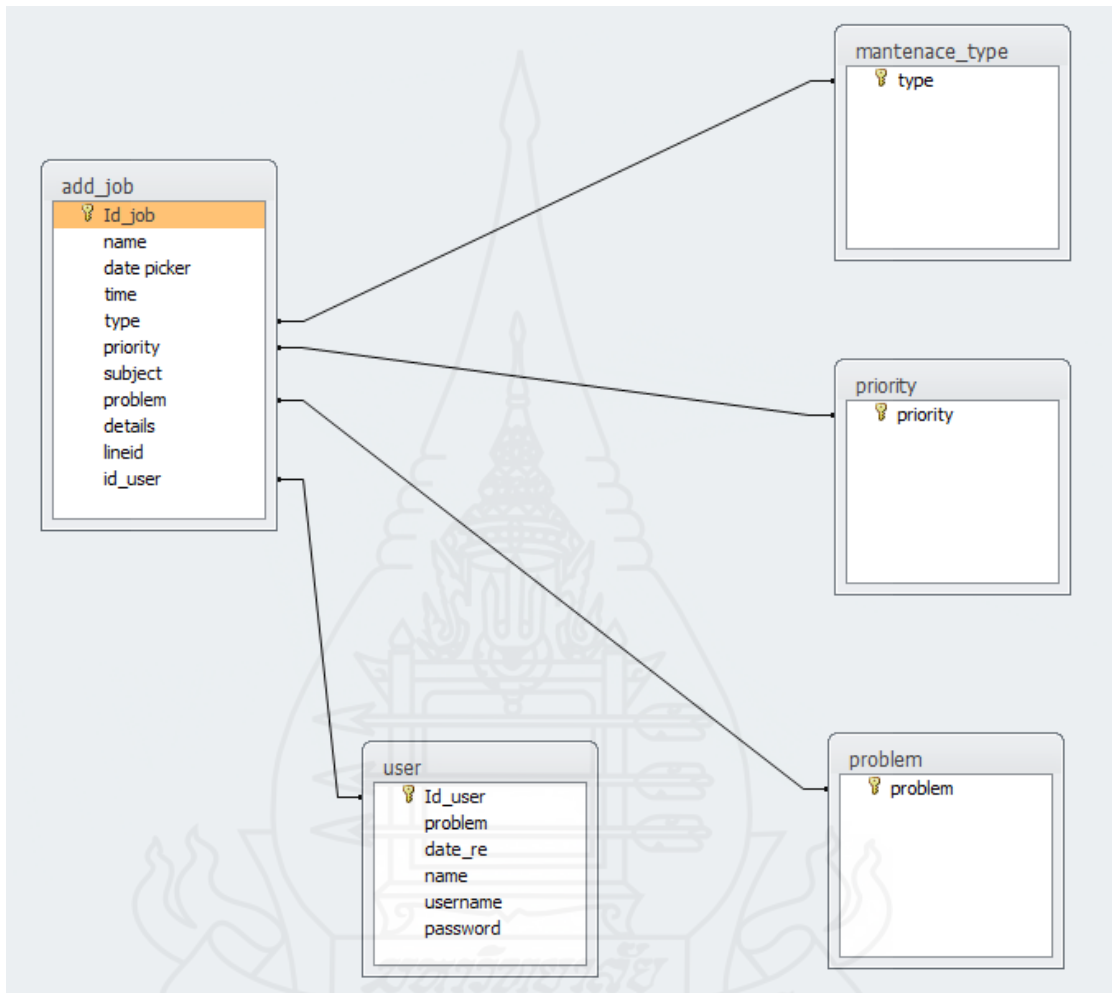 mantenace_type
type
add_job
Id_job
name
date picker
time
type
priority
subject
problem
details
lineid
id_user
priority
priority
user
Id_user
problem
date_re
name
username
password
problem
problem